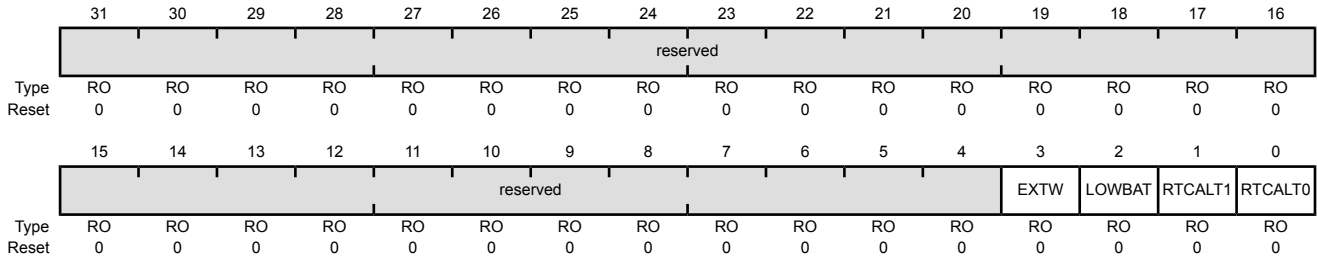 31 30 29 28 27 26 25 24 23 22 21 20 19 18 17 16
reserved
Type RO RO RO RO RO RO RO RO RO RO RO RO RO RO RO RO
Reset 0 0 0 0 0 0 0 0 0 0 0 0 0 0 0 0
15 14 13 12 11 10 9 8 7 6 5 4 3 2 1 0
reserved EXTW LOWBAT RTCALT1 RTCALT0
Type RO RO RO RO RO RO RO RO RO RO RO RO RO RO RO RO
Reset 0 0 0 0 0 0 0 0 0 0 0 0 0 0 0 0